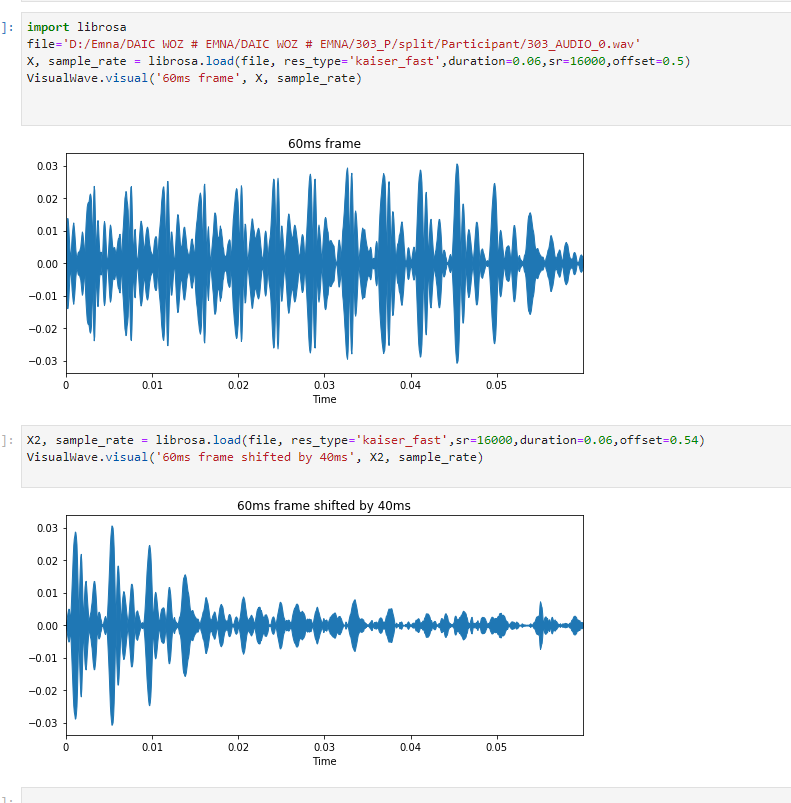 ]: import librosa
file='D:/Emna/DAIC WOZ # EMNA/DAIC WOZ # EMNA/303_P/split/Participant/303_AUDIO_0.wav'
X, sample_rate = librosa.load(file, res_type='kaiser_fast',duration=0.06,sr=16000,offset=0.5)
VisualWave.visual('60ms frame', X, sample_rate)
60ms frame
0.03
0.02
0.01
0.00
−0.01
−0.02
−0.03
0 0.01 0.02 0.03 0.04 0.05
Time
]: X2, sample_rate = librosa.load(file, res_type='kaiser_fast',sr=16000,duration=0.06,offset=0.54)
VisualWave.visual('60ms frame shifted by 40ms', X2, sample_rate)
60ms frame shifted by 40ms
0.03
0.02
0.01
0.00
−0.01
−0.02
−0.03
0 0.01 0.02 0.03 0.04 0.05
Time
]: